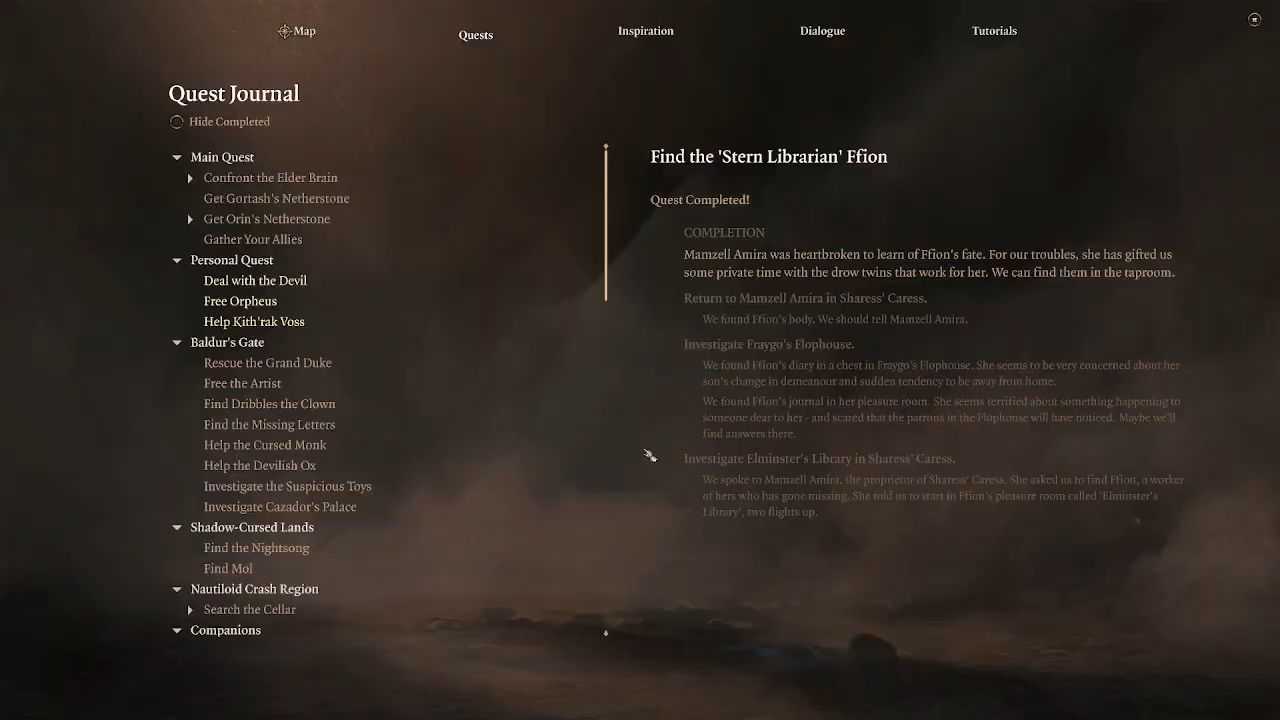 Map
Quests
Inspiration
Dialogue
Tutorials
Quest Journal
Hide Completed
Main Quest
Confront the Elder Brain
Get Gortash's Netherstone
Get Orin's Netherstone
Gather Your Allies
Personal Quest
Deal with the Devil
Free Orpheus
Help Kith'rak Voss
Baldur's Gate
Rescue the Grand Duke
Free the Artist
Find Dribbles the Clown
Find the Missing Letters
Help the Cursed Monk
Help the Devilish Ox
Investigate the Suspicious Toys
Investigate Cazador's Palace
Shadow-Cursed Lands
Find the Nightsong
Find Mol
Nautiloid Crash Region
Search the Cellar
Companions
Find the 'Stern Librarian' Ffion
Quest Completed!
COMPLETION
Mamzell Amira was heartbroken to learn of Ffion's fate. For our troubles, she has gifted us
some private time with the drow twins that work for her. We can find them in the taproom.
Return to Mamzell Amira in Sharess' Caress.
We found Ffion's body. We should tell Mamzell Amira.
Investigate Fraygo's Flophouse.
We found Ffion's diary in a chest in Fraygo's Flophouse. She seems to be very concerned about her
son's change in demeanour and sudden tendency to be away from home.
We found Ffion's journal in her pleasure room. She seems terrified about something happening to
someone dear to her - and scared that the patrons in the Flophouse will have noticed. Maybe we'll
find answers there.
Investigate Elminster's Library in Sharess' Caress.
We spoke to Mamzell Amira, the proprietor of Sharess' Caress. She asked us to find Ffion, a worker
of hers who has gone missing. She told us to start in Ffion's pleasure room called 'Elminster's
Library', two flights up.